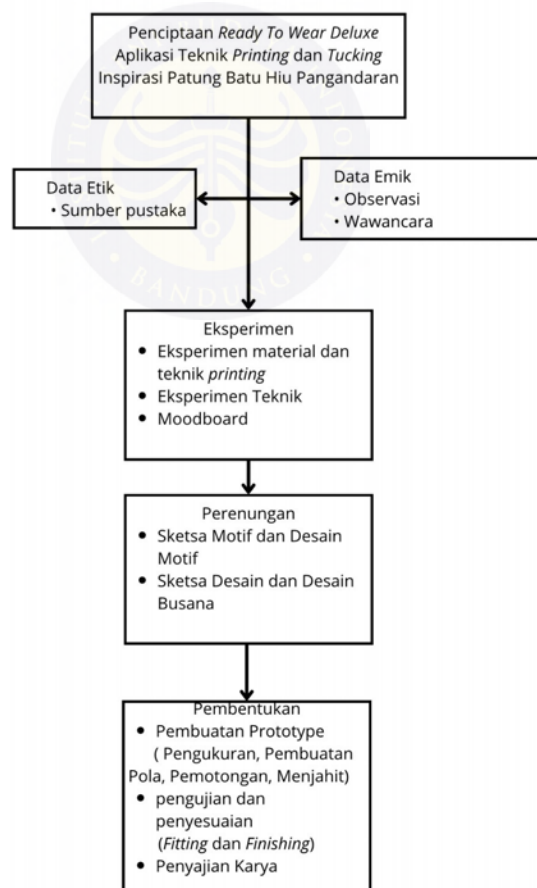 Penciptaan Ready To Wear Deluxe
Aplikasi Teknik Printing dan Tucking
Inspirasi Patung Batu Hiu Pangandaran
Data Etik
• Sumber pustaka
Data Emik
• Observasi
• Wawancara
Eksperimen
• Eksperimen material dan
teknik printing
• Eksperimen Teknik
• Moodboard
Perenungan
• Sketsa Motif dan Desain
Motif
• Sketsa Desain dan Desain
Busana
Pembentukan
• Pembuatan Prototype
( Pengukuran, Pembuatan
Pola, Pemotongan, Menjahit)
• pengujian dan
penyesuaian
(Fitting dan Finishing)
• Penyajian Karya
BANDUNG